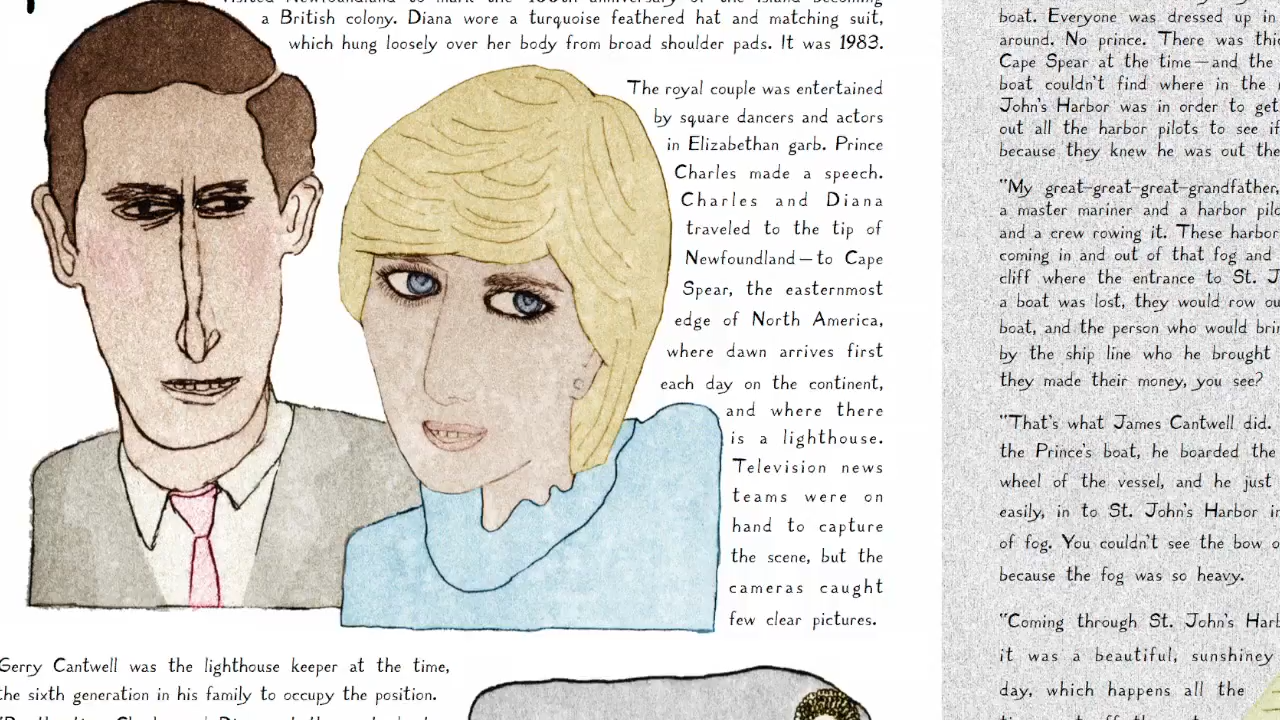 visited Newfoundland to mark the 400th anniversary of the island becoming
a British colony. Diana wore a turquoise feathered hat and matching suit,
which hung loosely over her body from broad shoulder pads. It was 1983.
The royal couple was entertained
by square dancers and actors
in Elizabethan garb. Prince
Charles made a speech.
Charles and Diana
traveled to the tip of
Newfoundland—to Cape
Spear, the easternmost
edge of North America,
where dawn arrives first
each day on the continent,
and where there
is a lighthouse.
Television news
teams were on
hand to capture
the scene, but the
cameras caught
few clear pictures.
Gerry Cantwell was the lighthouse keeper at the time,
the sixth generation in his family to occupy the position.
boat. Everyone was dressed up in
around. No prince. There was thi
Cape Spear at the time—and the
boat couldn't find where in the
John's Harbor was in order to get
out all the harbor pilots to see if
because they knew he was out the
"My great-great-great-grandfather,
a master mariner and a harbor pil
and a crew rowing it. These harbor
coming in and out of that fog and
cliff where the entrance to St. J
a boat was lost, they would row ou
boat, and the person who would bri
by the ship line who he brought
they made their money, you see?
"That's what James Cantwell did.
the Prince's boat, he boarded the
wheel of the vessel, and he just
easily, in to St. John's Harbor i
of fog. You couldn't see the bow o
because the fog was so heavy.
"Coming through St. John's Harb
it was a beautiful, sunshiney
day, which happens all the